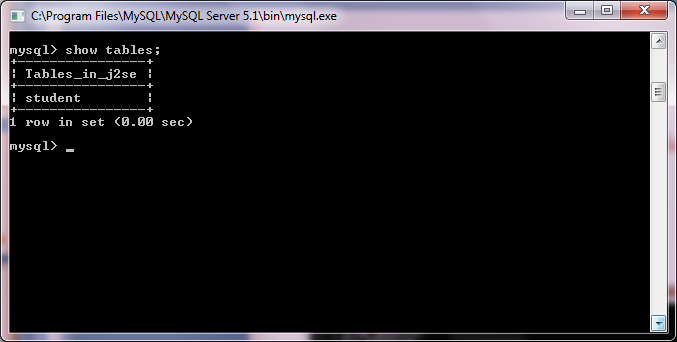 C:\Program Files\MySQL\MySQL Server 5.1\bin\mysql.exe
mysql> show tables;
+----------------+
¦ Tables_in_j2se ¦
+----------------+
¦ student        ¦
+----------------+
1 row in set (0.00 sec)
mysql> _